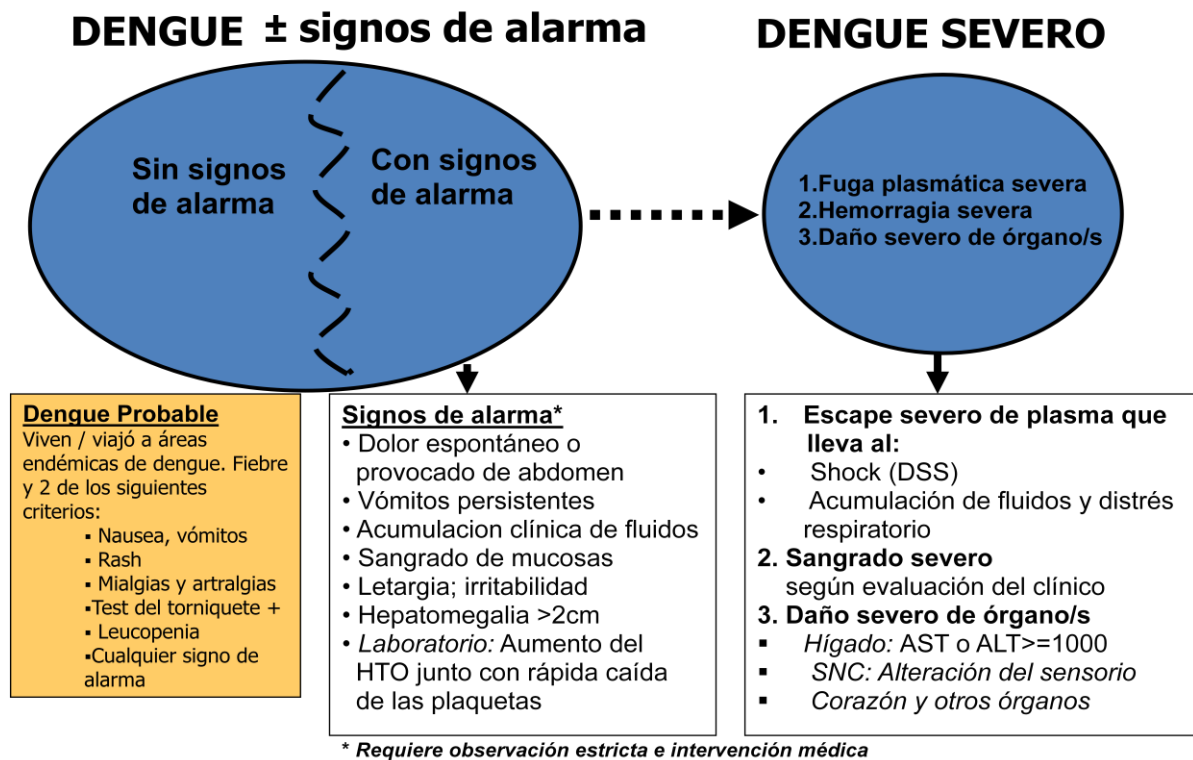 DENGUE ± signos de alarma
DENGUE SEVERO
Sin signos
de alarma
Con signos
de alarma
1.Fuga plasmática severa
2.Hemorragia severa
3.Daño severo de órgano/s
Dengue Probable
Viven / viajó a áreas
endémicas de dengue. Fiebre
y 2 de los siguientes
criterios:
▪ Nausea, vómitos
▪ Rash
▪ Mialgias y artralgias
▪Test del torniquete +
▪ Leucopenia
▪Cualquier signo de
alarma
Signos de alarma*
• Dolor espontáneo o
provocado de abdomen
• Vómitos persistentes
• Acumulacion clínica de fluidos
• Sangrado de mucosas
• Letargia; irritabilidad
• Hepatomegalia >2cm
• Laboratorio: Aumento del
HTO junto con rápida caída
de las plaquetas
1. Escape severo de plasma que
lleva al:
• Shock (DSS)
• Acumulación de fluidos y distrés
respiratorio
2. Sangrado severo
según evaluación del clínico
3. Daño severo de órgano/s
▪ Hígado: AST o ALT>=1000
▪ SNC: Alteración del sensorio
▪ Corazón y otros órganos
* Requiere observación estricta e intervención médica